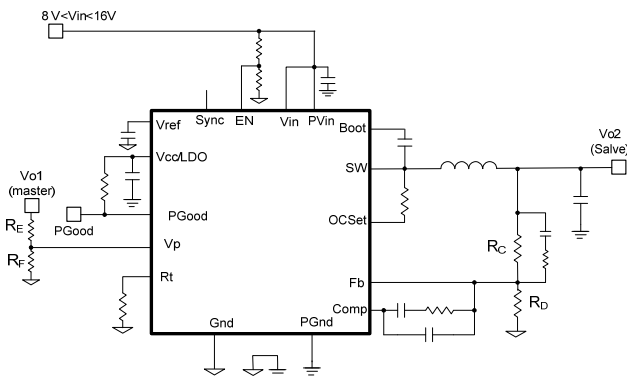 8 V<Vin<16V
Sync
EN
Vin
PVin
Vref
Boot
Vcc/LDO
SW
Vo2
(Salve)
Vo1
(master)
PGood
PGood
OCSet
RE
RF
Vp
RC
Rt
Fb
RD
Comp
Gnd
PGnd